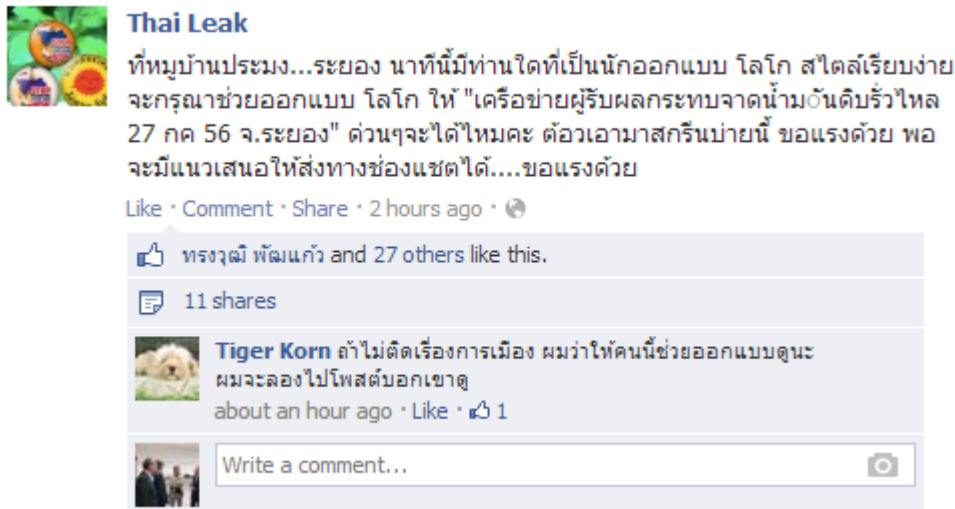 Thai Leak
ที่หมู่บ้านประมง...ระยอง นาทีนี้มีท่านใดที่เป็นนักออกแบบ โลโก สไตล์เรียบง่าย
จะกรุณาช่วยออกแบบ โลโก ให้ "เครือข่ายผู้รับผลกระทบจาดน้ำม◌ันดิบรั่วไหล
27 กค 56 จ.ระยอง" ด่วนๆจะได้ไหมคะ ต้อวเอามาสกรีนบ่ายนี้ ขอแรงด้วย พอ
จะมีแนวเสนอให้ส่งทางช่องแชตได้....ขอแรงด้วย
Like · Comment · Share · 2 hours ago ·
ทรงวุฒิ พัฒแก้ว and 27 others like this.
11 shares
Tiger Korn ถ้าไม่ติดเรื่องการเมือง ผมว่าให้คนนี้ช่วยออกแบบดูนะ
ผมจะลองไปโพสต์บอกเขาดู
about an hour ago · Like · 1
Write a comment...